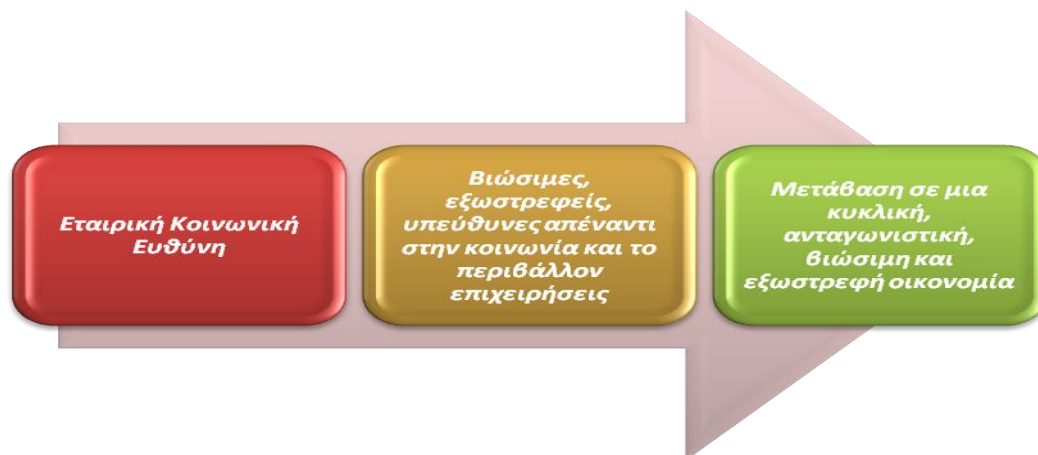 Εταιρική Κοινωνική
Ευθύνη
Βιώσιμες,
εξωστρεφείς,
υπεύθυνες απέναντι
στην κοινωνία και το
περιβάλλον
επιχειρήσεις
Μετάβαση σε μια
κυκλική,
ανταγωνιστική,
βιώσιμη και
εξωστρεφή οικονομία